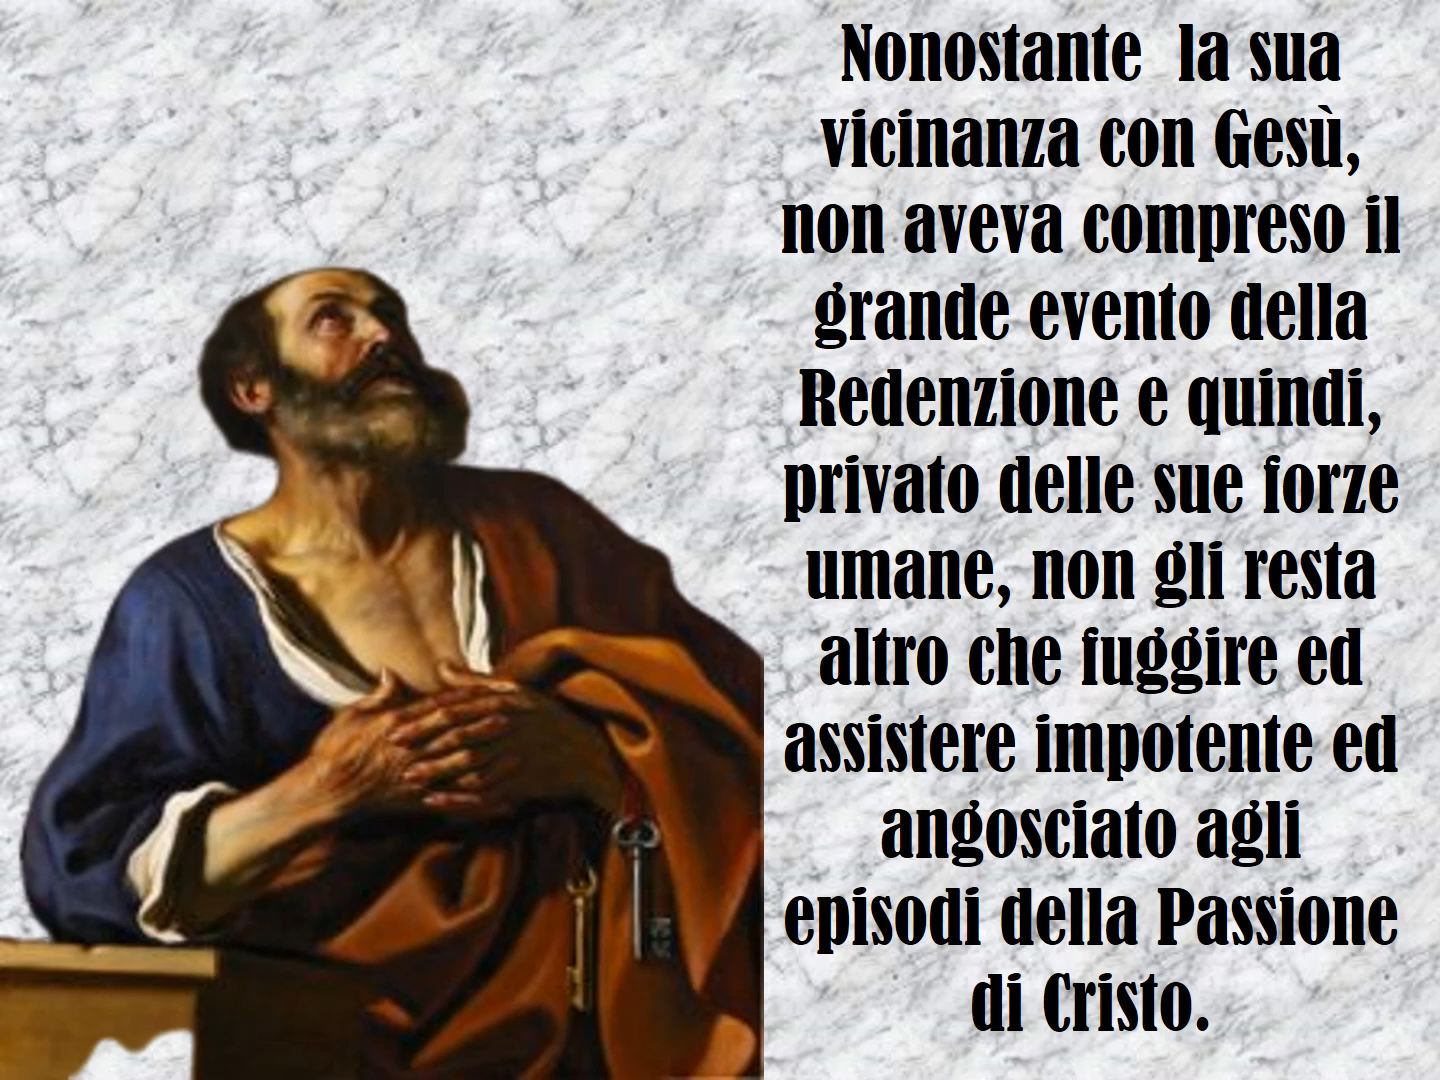 Nonostante la sua
vicinanza con Gesù,
non aveva compreso il
grande evento della
Redenzione e quindi,
privato delle sue forze
umane, non gli resta
altro che fuggire ed
assistere impotente ed
angosciato agli
episodi della Passione
di Cristo.